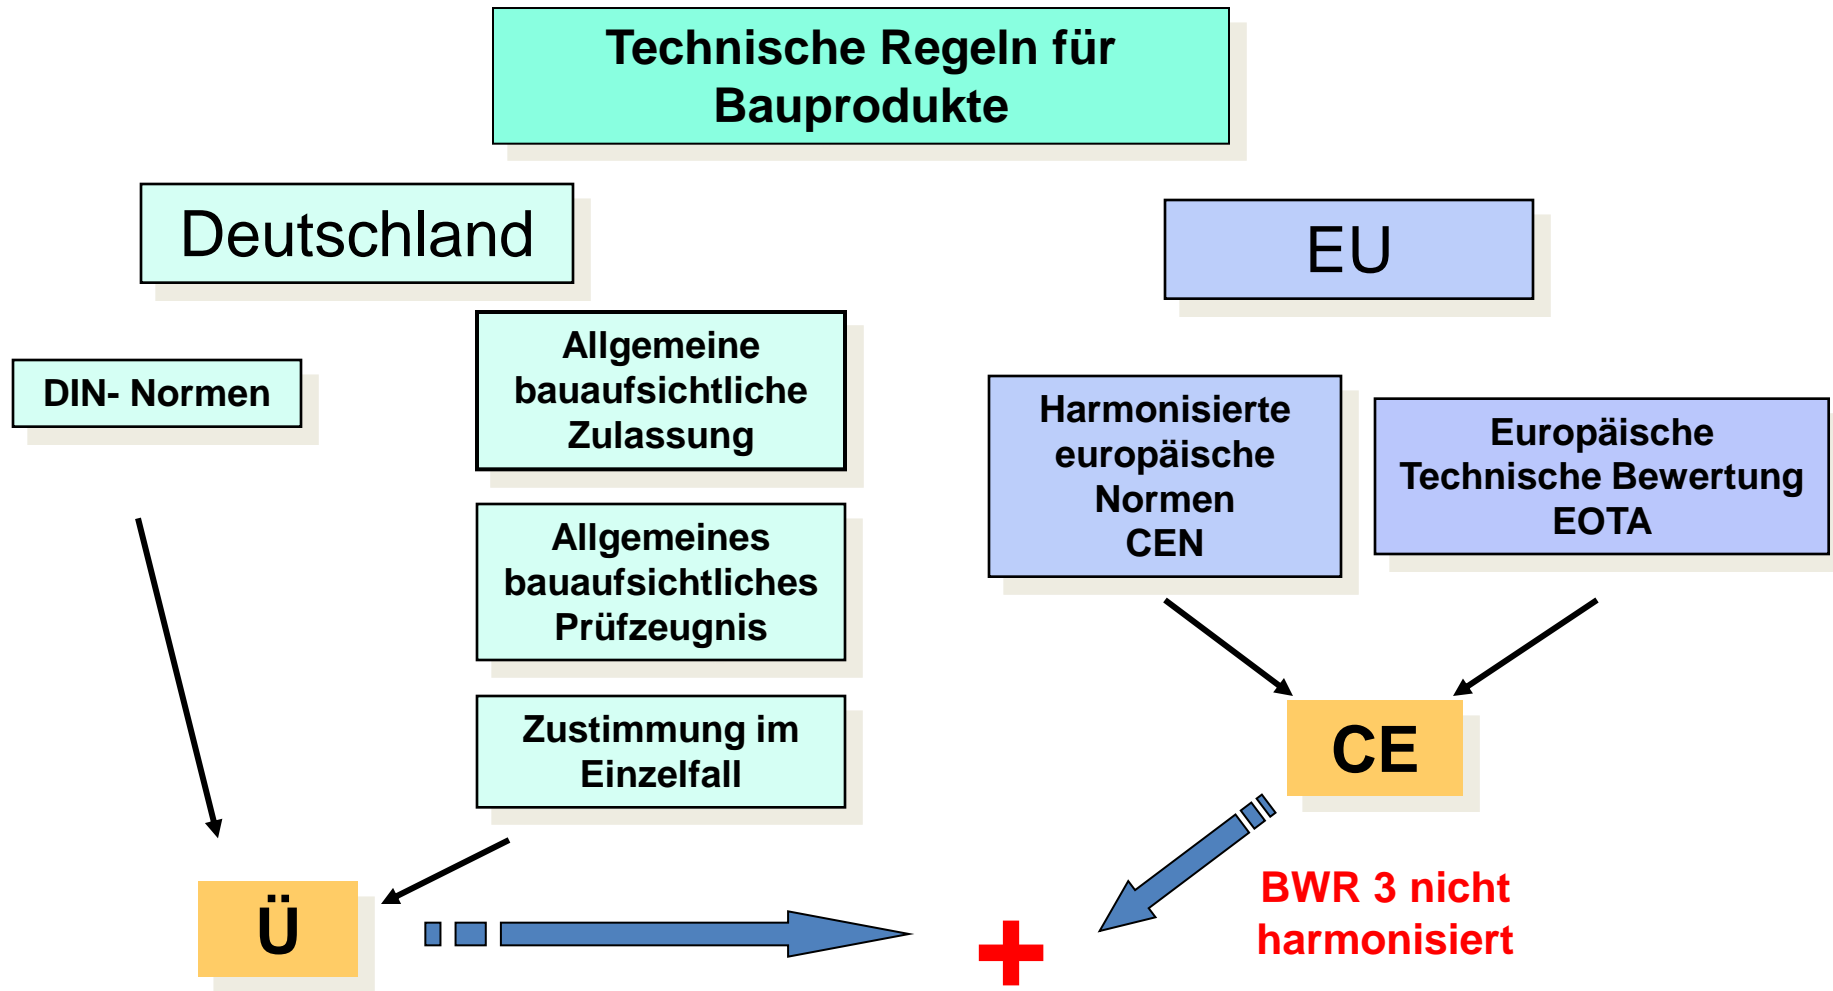 Technische Regeln für
Bauprodukte
Deutschland
EU
DIN- Normen
Allgemeine
bauaufsichtliche
Zulassung
Allgemeines
bauaufsichtliches
Prüfzeugnis
Zustimmung im
Einzelfall
Harmonisierte
europäische
Normen
CEN
Europäische
Technische Bewertung
EOTA
CE
Ü
+
BWR 3 nicht
harmonisiert